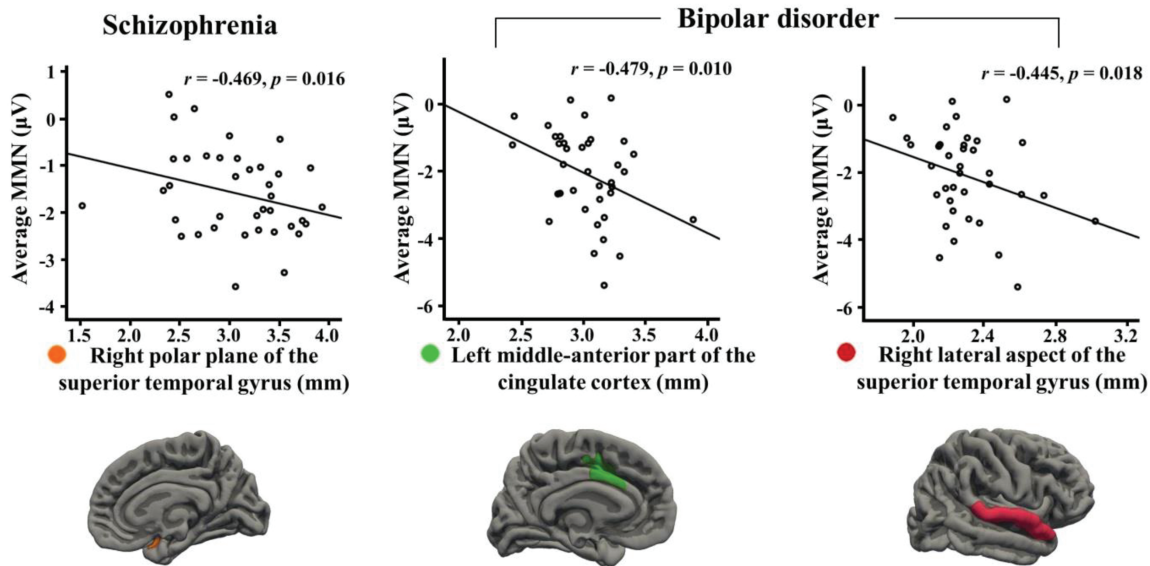 Schizophrenia
Bipolar disorder
r = -0.469, p = 0.016
Average MMN (μV)
1
0
-1
-2
-3
-4
1.5 2.0 2.5 3.0 3.5 4.0
Right polar plane of the
superior temporal gyrus (mm)
r = -0.479, p = 0.010
Average MMN (μV)
0
-2
-4
-6
2.0 2.5 3.0 3.5 4.0
Left middle-anterior part of the
cingulate cortex (mm)
r = -0.445, p = 0.018
Average MMN (μV)
0
-2
-4
-6
2.0 2.4 2.8 3.2
Right lateral aspect of the
superior temporal gyrus (mm)